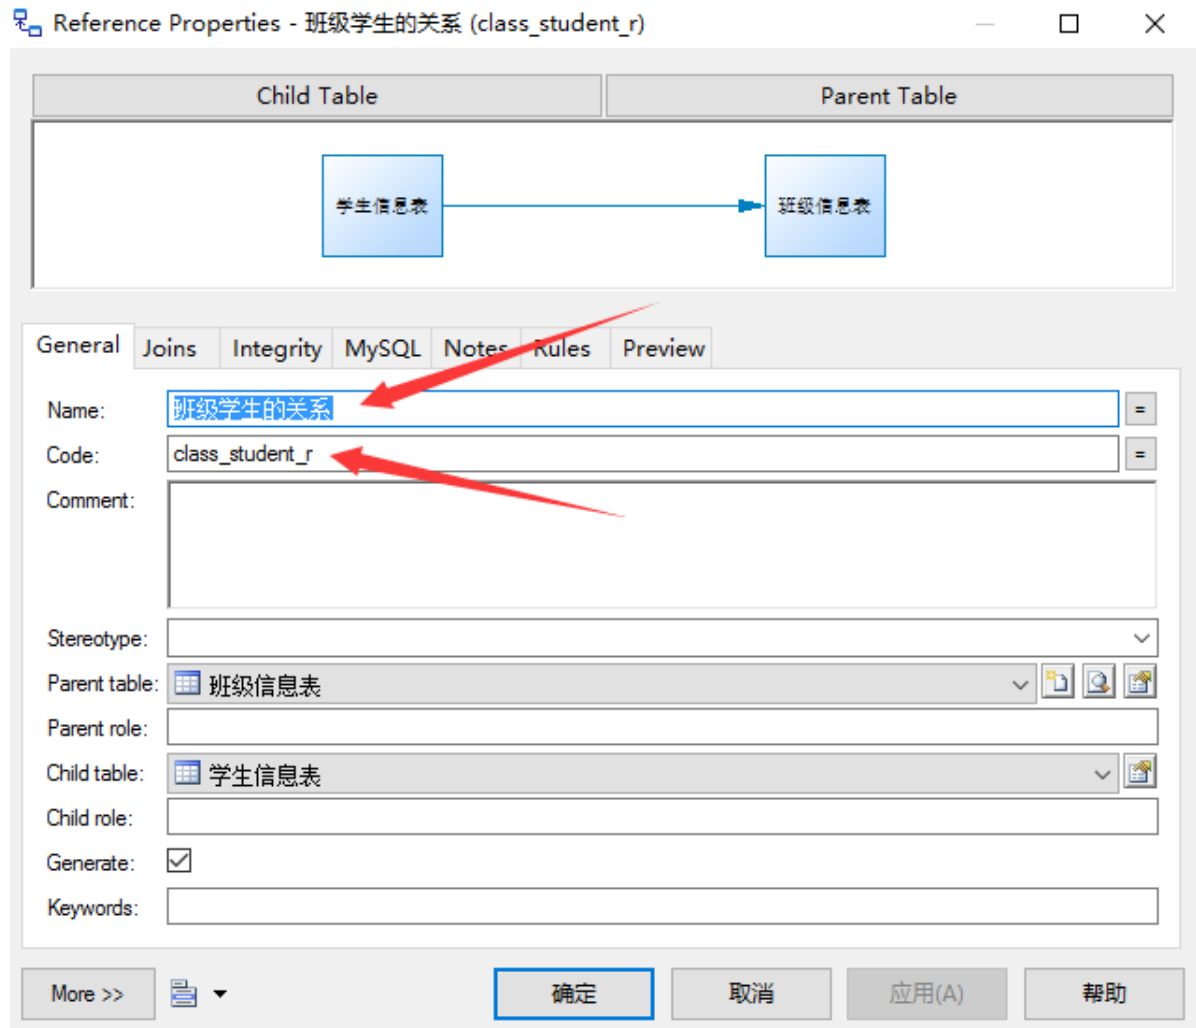 Reference Properties - 班级学生的关系 (class_student_r)
Child Table
Parent Table
学生信息表
班级信息表
General
Joins
Integrity
MySQL
Notes
Rules
Preview
Name:
班级学生的关系
=
Code:
class_student_r
=
Comment:
Stereotype:
Parent table:
班级信息表
Parent role:
Child table:
学生信息表
Child role:
Generate:
Keywords:
More >>
确定
取消
应用(A)
帮助